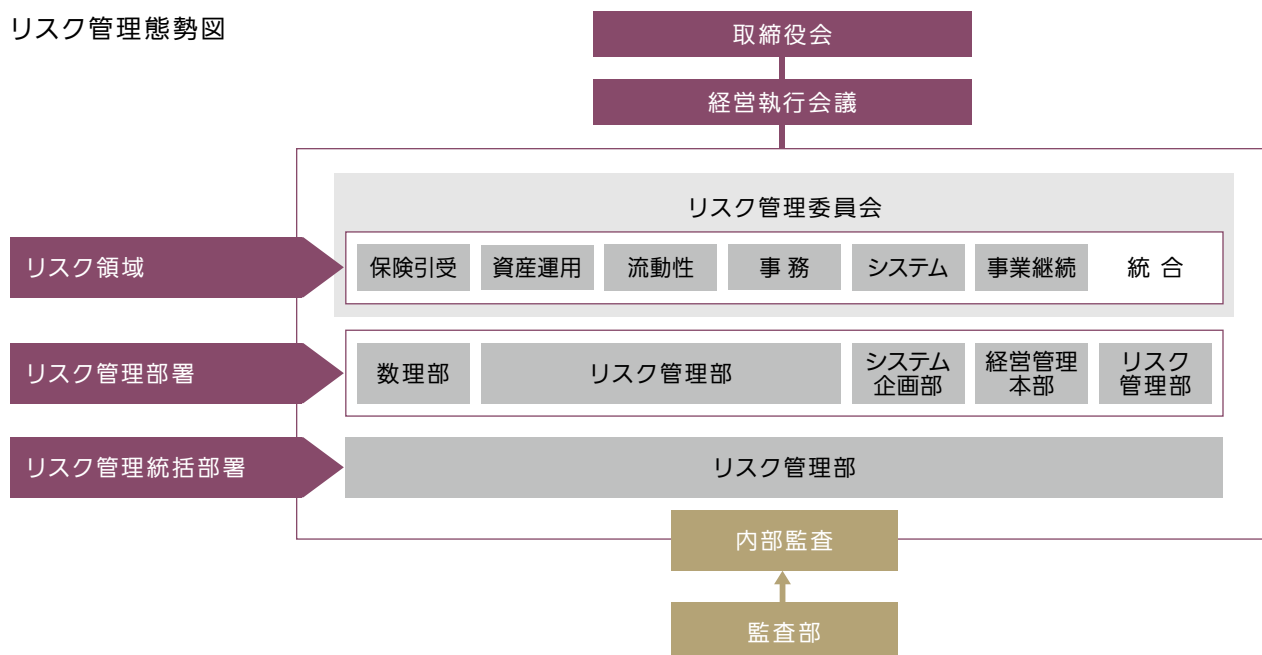 リスク管理態勢図
取締役会
経営執行会議
リスク管理委員会
リスク領域
保険引受
資産運用
流動性
事務
システム
事業継続
統合
リスク管理部署
数理部
リスク管理部
システム
企画部
経営管理
本部
リスク
管理部
リスク管理統括部署
リスク管理部
内部監査
監査部